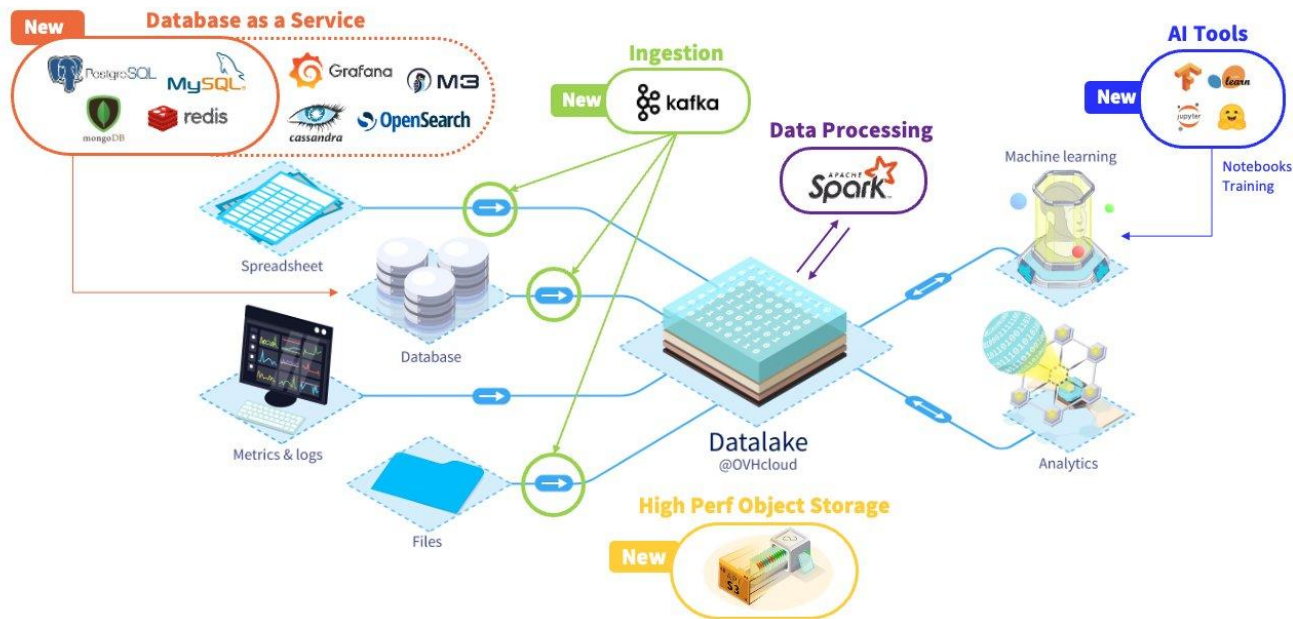 Database as a Service
New
PostgreSQL
MySQL
mongoDB
redis
Grafana
M3
cassandra
OpenSearch
Ingestion
New
kafka
Data Processing
APACHE
Spark
AI Tools
New
learn
jupyter
Notebooks
Training
Machine learning
Spreadsheet
Database
Metrics & logs
Files
Datalake
@OVHcloud
Analytics
High Perf Object Storage
New
API
S3